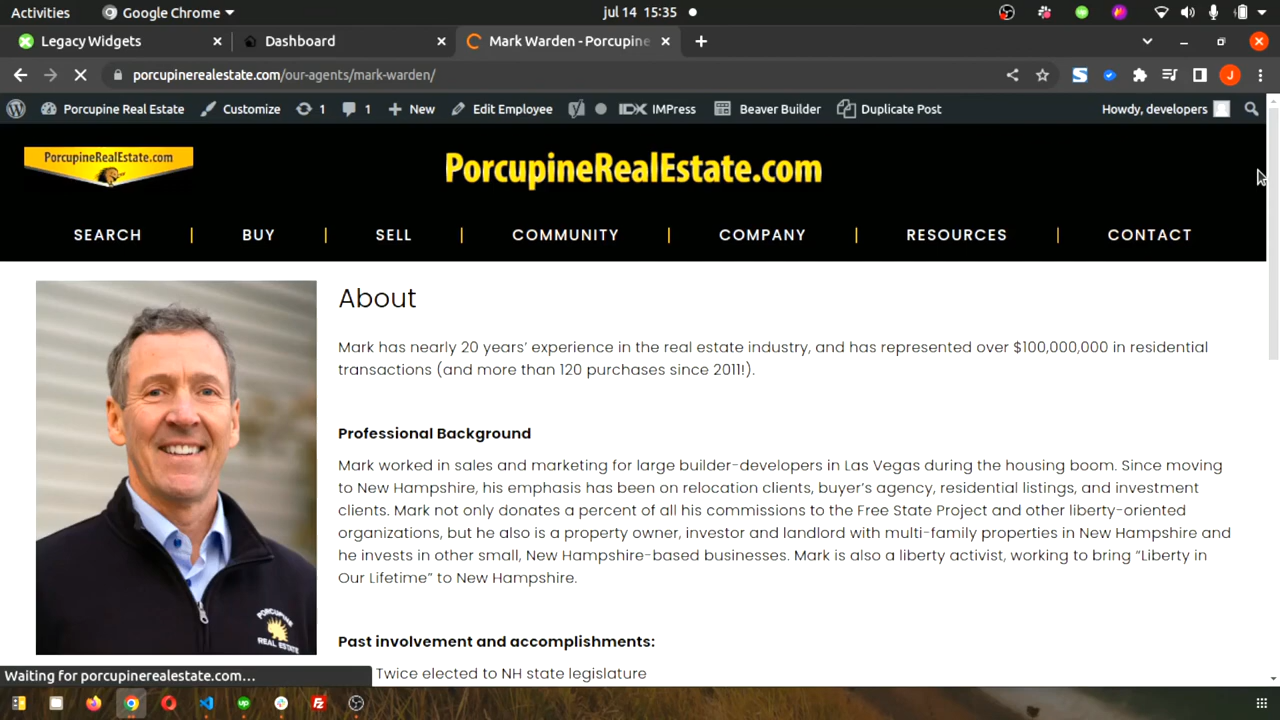 Activities
Google Chrome
jul 14 15:35
Legacy Widgets
Dashboard
Mark Warden - Porcupine
porcupinerealestate.com/our-agents/mark-warden/
J
Porcupine Real Estate
Customize
1
1
New
Edit Employee
IDX IMPress
Beaver Builder
Duplicate Post
Howdy, developers
PorcupineRealEstate.com
PorcupineRealEstate.com
SEARCH | BUY | SELL | COMMUNITY | COMPANY | RESOURCES | CONTACT
About
Mark has nearly 20 years’ experience in the real estate industry, and has represented over $100,000,000 in residential
transactions (and more than 120 purchases since 2011!).
Professional Background
Mark worked in sales and marketing for large builder-developers in Las Vegas during the housing boom. Since moving
to New Hampshire, his emphasis has been on relocation clients, buyer’s agency, residential listings, and investment
clients. Mark not only donates a percent of all his commissions to the Free State Project and other liberty-oriented
organizations, but he also is a property owner, investor and landlord with multi-family properties in New Hampshire and
he invests in other small, New Hampshire-based businesses. Mark is also a liberty activist, working to bring “Liberty in
Our Lifetime” to New Hampshire.
PORCUPINE
REAL ESTATE
Past involvement and accomplishments:
Twice elected to NH state legislature
Waiting for porcupinerealestate.com...